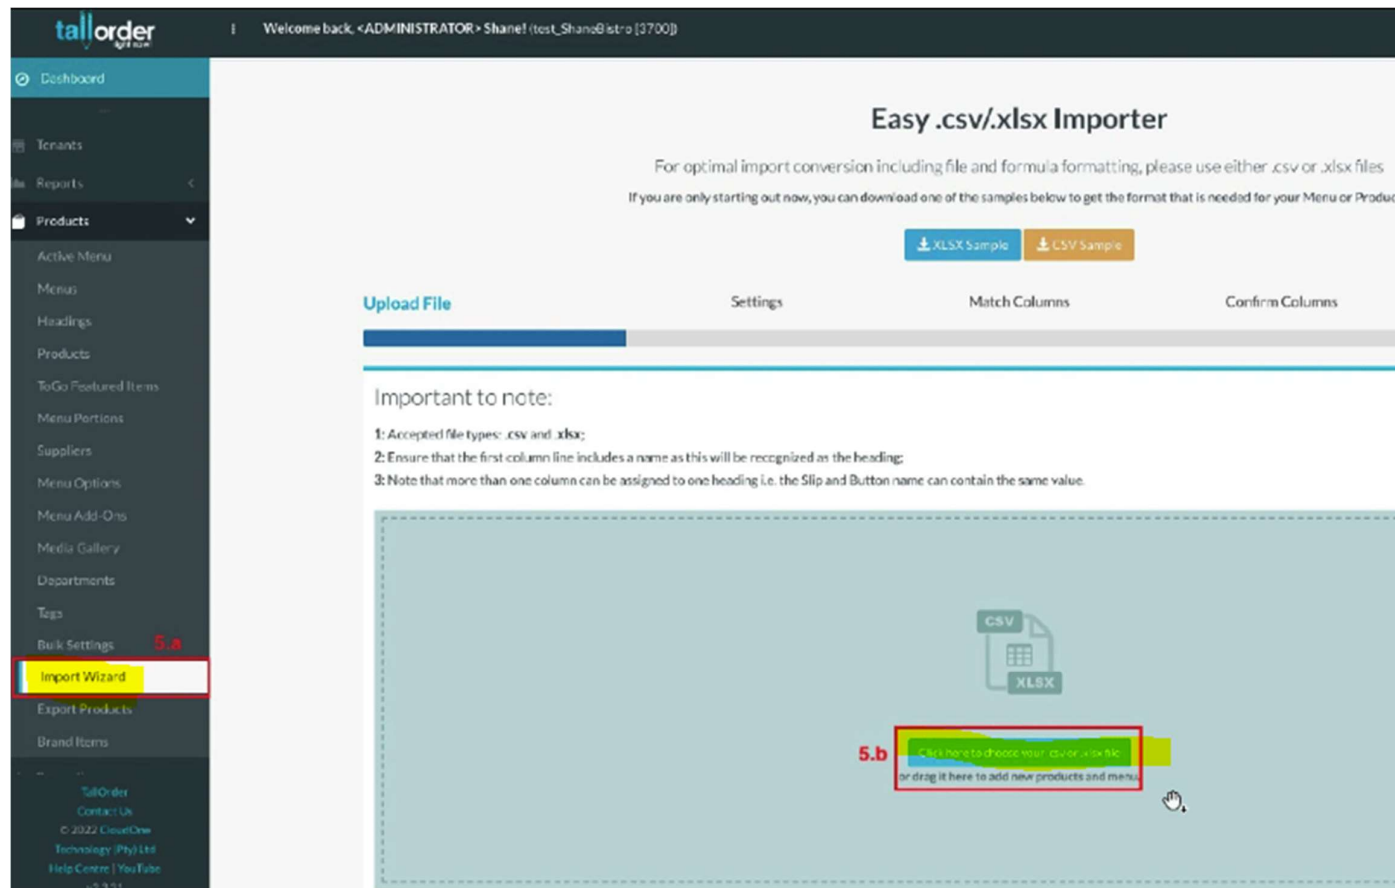 tallorder
right now!
Welcome back, <ADMINISTRATOR> Shane! (test_ShaneBistro [3700])
Dashboard
Tenants
Reports
Products
Active Menu
Menus
Headings
Products
ToGo Featured Items
Menu Portions
Suppliers
Menu Options
Menu Add-Ons
Media Gallery
Departments
Tags
Bulk Settings
5.a
Import Wizard
Export Products
Brand Items
TallOrder
Contact Us
© 2022 CloudOne
Technology (Pty) Ltd
Help Centre | YouTube
v2.3.21
Easy .csv/.xlsx Importer
For optimal import conversion including file and formula formatting, please use either .csv or .xlsx files
If you are only starting out now, you can download one of the samples below to get the format that is needed for your Menu or Produc
XLSX Sample
CSV Sample
Upload File
Settings
Match Columns
Confirm Columns
Important to note:
1: Accepted file types: .csv and .xlsx;
2: Ensure that the first column line includes a name as this will be recognized as the heading;
3: Note that more than one column can be assigned to one heading i.e. the Slip and Button name can contain the same value.
CSV
XLSX
5.b
Click here to choose your .csv or .xlsx file
or drag it here to add new products and menu.